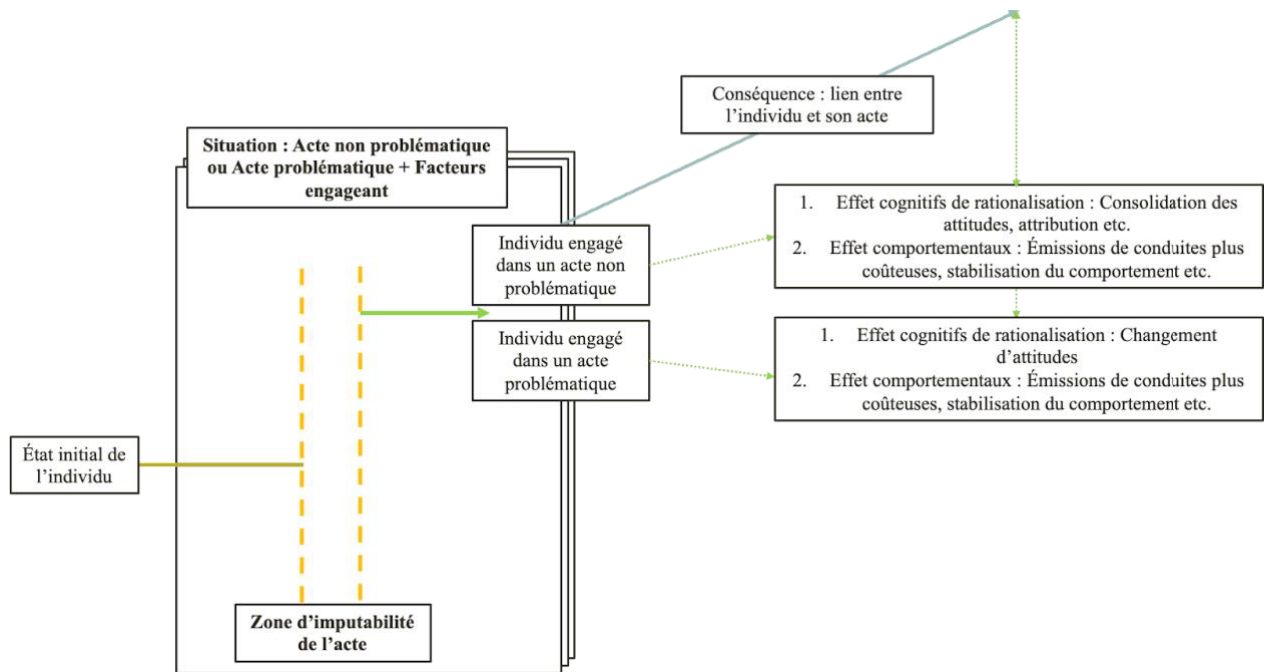 Conséquence : lien entre
l’individu et son acte
Situation : Acte non problématique
ou Acte problématique + Facteurs
engageant
Individu engagé
dans un acte non
problématique
1. Effet cognitifs de rationalisation : Consolidation des
attitudes, attribution etc.
2. Effet comportementaux : Émissions de conduites plus
coûteuses, stabilisation du comportement etc.
Individu engagé
dans un acte
problématique
1. Effet cognitifs de rationalisation : Changement
d’attitudes
2. Effet comportementaux : Émissions de conduites plus
coûteuses, stabilisation du comportement etc.
État initial de
l’individu
Zone d’imputabilité
de l’acte